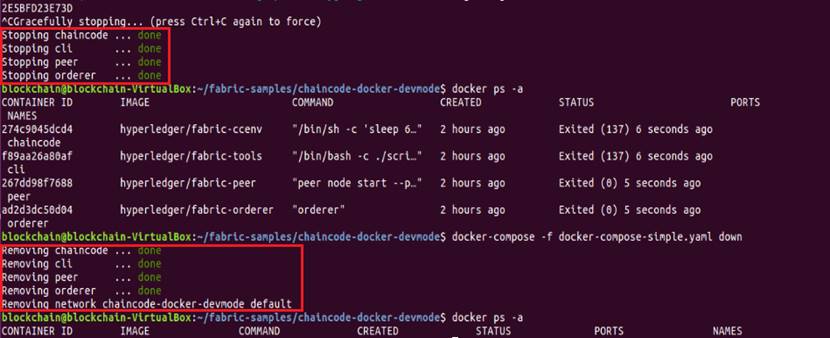 2E5BFD23E73D
^CGracefully stopping... (press Ctrl+C again to force)
Stopping chaincode ... done
Stopping cli       ... done
Stopping peer      ... done
Stopping orderer   ... done
blockchain@blockchain-VirtualBox:~/fabric-samples/chaincode-docker-devmode$ docker ps -a
CONTAINER ID        IMAGE                        COMMAND                  CREATED             STATUS                       PORTS
NAMES
274c9045dcd4        hyperledger/fabric-ccenv     "/bin/sh -c 'sleep 6…"   2 hours ago         Exited (137) 6 seconds ago
chaincode
f89aa26a80af        hyperledger/fabric-tools     "/bin/bash -c ./scri…"   2 hours ago         Exited (137) 6 seconds ago
cli
267dd98f7688        hyperledger/fabric-peer      "peer node start --p…"   2 hours ago         Exited (0) 5 seconds ago
peer
ad2d3dc50d04        hyperledger/fabric-orderer   "orderer"                2 hours ago         Exited (0) 5 seconds ago
orderer
blockchain@blockchain-VirtualBox:~/fabric-samples/chaincode-docker-devmode$ docker-compose -f docker-compose-simple.yaml down
Removing chaincode ... done
Removing cli       ... done
Removing peer      ... done
Removing orderer   ... done
Removing network chaincode-docker-devmode_default
blockchain@blockchain-VirtualBox:~/fabric-samples/chaincode-docker-devmode$ docker ps -a
CONTAINER ID        IMAGE               COMMAND             CREATED             STATUS              PORTS               NAMES